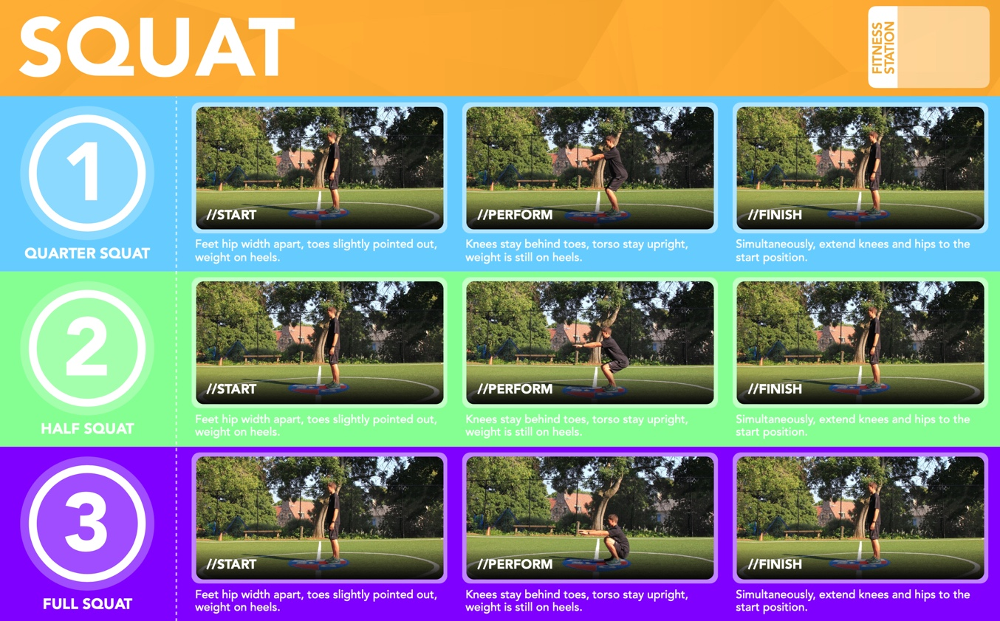 SQUAT
FITNESS
STATION
1
QUARTER SQUAT
//START
Feet hip width apart, toes slightly pointed out,
weight on heels.
//PERFORM
Knees stay behind toes, torso stay upright,
weight is still on heels.
//FINISH
Simultaneously, extend knees and hips to the
start position.
2
HALF SQUAT
//START
Feet hip width apart, toes slightly pointed out,
weight on heels.
//PERFORM
Knees stay behind toes, torso stay upright,
weight is still on heels.
//FINISH
Simultaneously, extend knees and hips to the
start position.
3
FULL SQUAT
//START
Feet hip width apart, toes slightly pointed out,
weight on heels.
//PERFORM
Knees stay behind toes, torso stay upright,
weight is still on heels.
//FINISH
Simultaneously, extend knees and hips to the
start position.